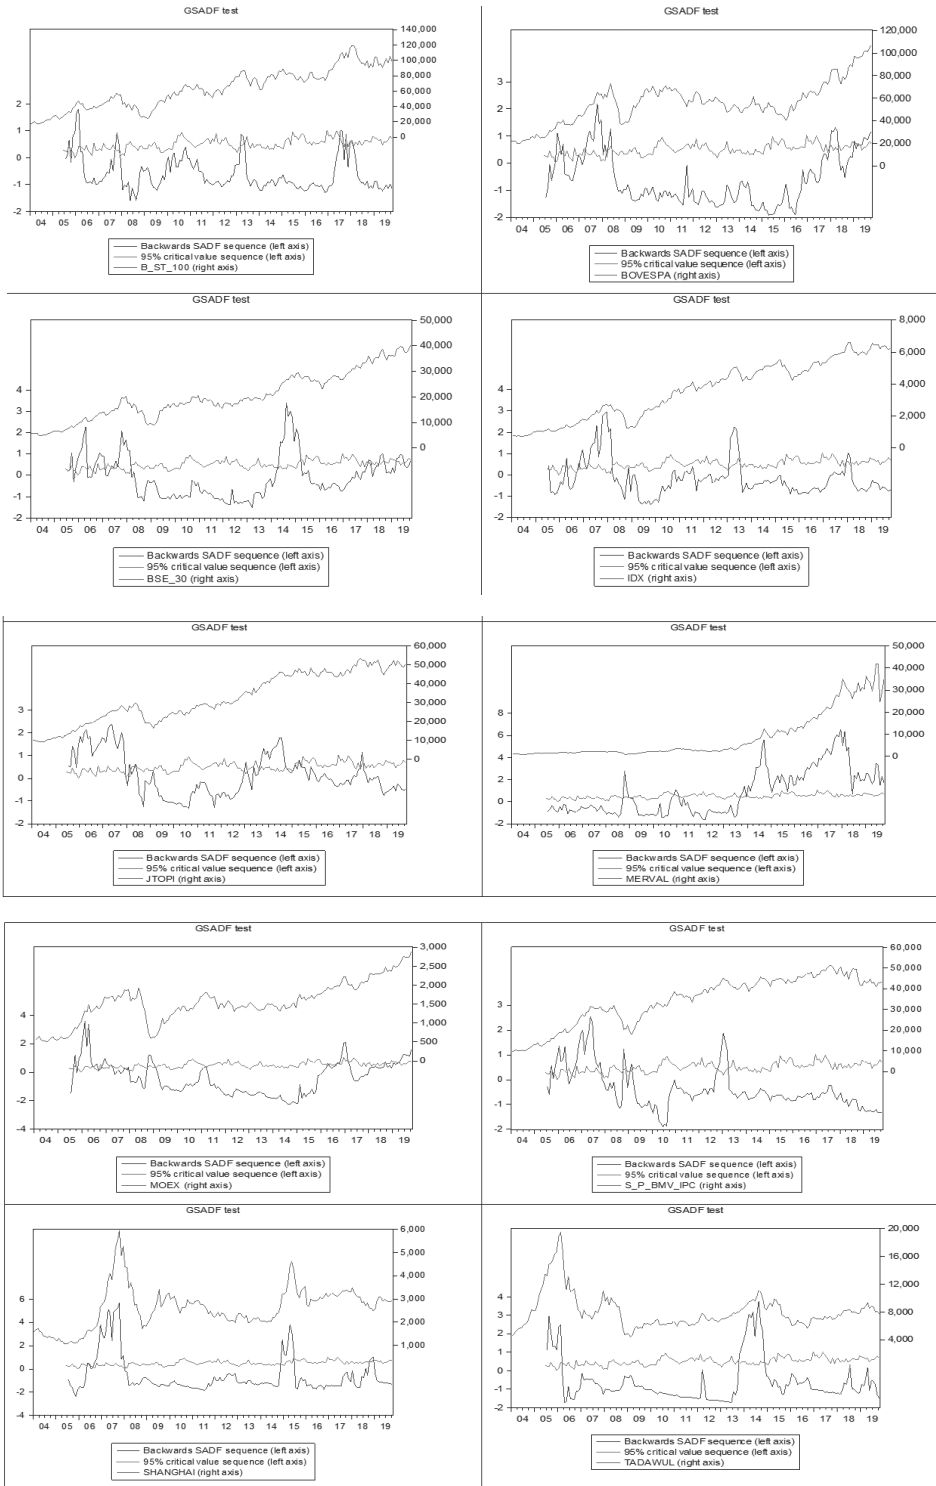 GSADF test
140,000
120,000
100,000
80,000
60,000
40,000
20,000
0
2
1
0
-1
-2
04 05 06 07 08 09 10 11 12 13 14 15 16 17 18 19
Backwards SADF sequence (left axis)
95% critical value sequence (left axis)
B_ST_100 (right axis)
GSADF test
120,000
100,000
80,000
60,000
40,000
20,000
0
3
2
1
0
-1
-2
04 05 06 07 08 09 10 11 12 13 14 15 16 17 18 19
Backwards SADF sequence (left axis)
95% critical value sequence (left axis)
BOVESPA (right axis)
GSADF test
50,000
40,000
30,000
20,000
10,000
0
4
3
2
1
0
-1
-2
04 05 06 07 08 09 10 11 12 13 14 15 16 17 18 19
Backwards SADF sequence (left axis)
95% critical value sequence (left axis)
BSE_30 (right axis)
GSADF test
8,000
6,000
4,000
2,000
0
4
3
2
1
0
-1
-2
04 05 06 07 08 09 10 11 12 13 14 15 16 17 18 19
Backwards SADF sequence (left axis)
95% critical value sequence (left axis)
IDX (right axis)
GSADF test
60,000
50,000
40,000
30,000
20,000
10,000
0
3
2
1
0
-1
-2
04 05 06 07 08 09 10 11 12 13 14 15 16 17 18 19
Backwards SADF sequence (left axis)
95% critical value sequence (left axis)
JTOPI (right axis)
GSADF test
50,000
40,000
30,000
20,000
10,000
0
8
6
4
2
0
-2
04 05 06 07 08 09 10 11 12 13 14 15 16 17 18 19
Backwards SADF sequence (left axis)
95% critical value sequence (left axis)
MERVAL (right axis)
GSADF test
3,000
2,500
2,000
1,500
1,000
500
0
4
2
0
-2
-4
04 05 06 07 08 09 10 11 12 13 14 15 16 17 18 19
Backwards SADF sequence (left axis)
95% critical value sequence (left axis)
MOEX (right axis)
GSADF test
60,000
50,000
40,000
30,000
20,000
10,000
0
3
2
1
0
-1
-2
04 05 06 07 08 09 10 11 12 13 14 15 16 17 18 19
Backwards SADF sequence (left axis)
95% critical value sequence (left axis)
S_P_BMV_IPC (right axis)
GSADF test
6,000
5,000
4,000
3,000
2,000
1,000
6
4
2
0
-2
-4
04 05 06 07 08 09 10 11 12 13 14 15 16 17 18 19
Backwards SADF sequence (left axis)
95% critical value sequence (left axis)
SHANGHAI (right axis)
GSADF test
20,000
16,000
12,000
8,000
4,000
4
3
2
1
0
-1
-2
04 05 06 07 08 09 10 11 12 13 14 15 16 17 18 19
Backwards SADF sequence (left axis)
95% critical value sequence (left axis)
TADAWUL (right axis)